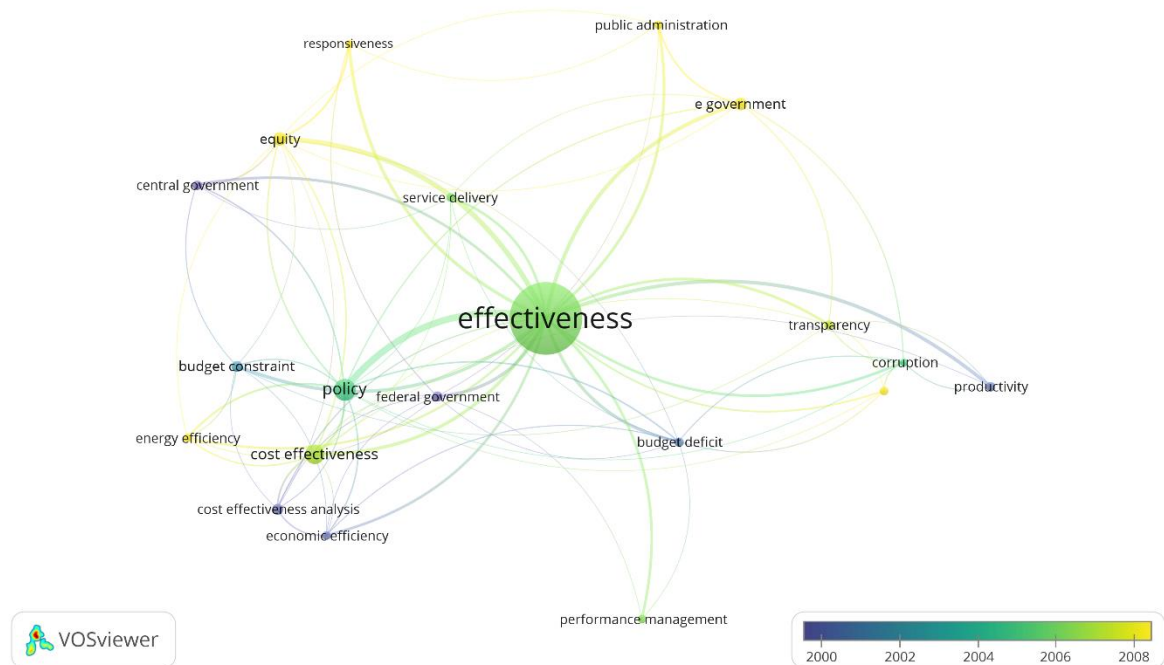 public administration
responsiveness
e government
equity
central government
service delivery
effectiveness
transparency
corruption
budget constraint
productivity
policy
federal government
energy efficiency
budget deficit
cost effectiveness
cost effectiveness analysis
economic efficiency
performance management
VOSviewer
2000 2002 2004 2006 2008